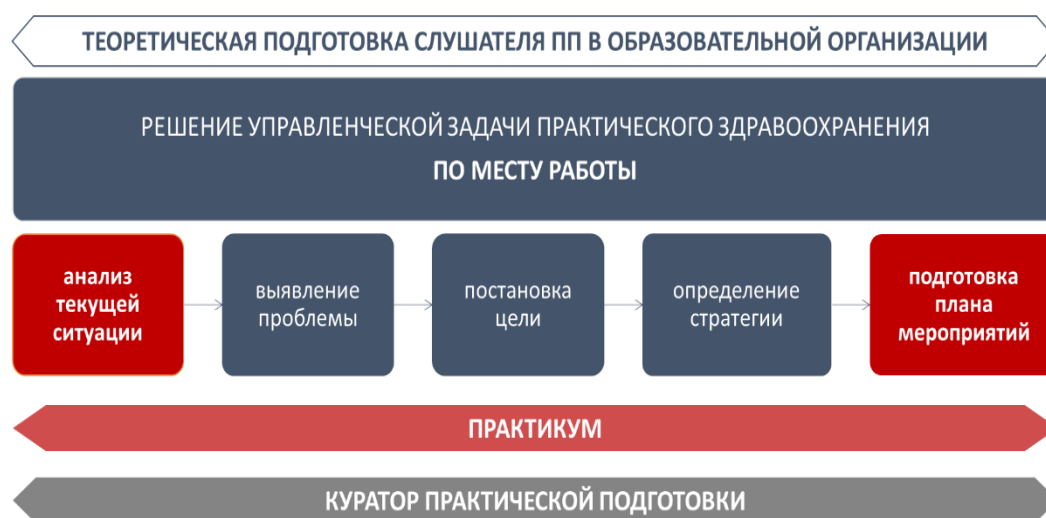 ТЕОРЕТИЧЕСКАЯ ПОДГОТОВКА СЛУШАТЕЛЯ ПП В ОБРАЗОВАТЕЛЬНОЙ ОРГАНИЗАЦИИ
РЕШЕНИЕ УПРАВЛЕНЧЕСКОЙ ЗАДАЧИ ПРАКТИЧЕСКОГО ЗДРАВООХРАНЕНИЯ
ПО МЕСТУ РАБОТЫ
анализ
текущей
ситуации
выявление
проблемы
постановка
цели
определение
стратегии
подготовка
плана
мероприятий
ПРАКТИКУМ
КУРАТОР ПРАКТИЧЕСКОЙ ПОДГОТОВКИ